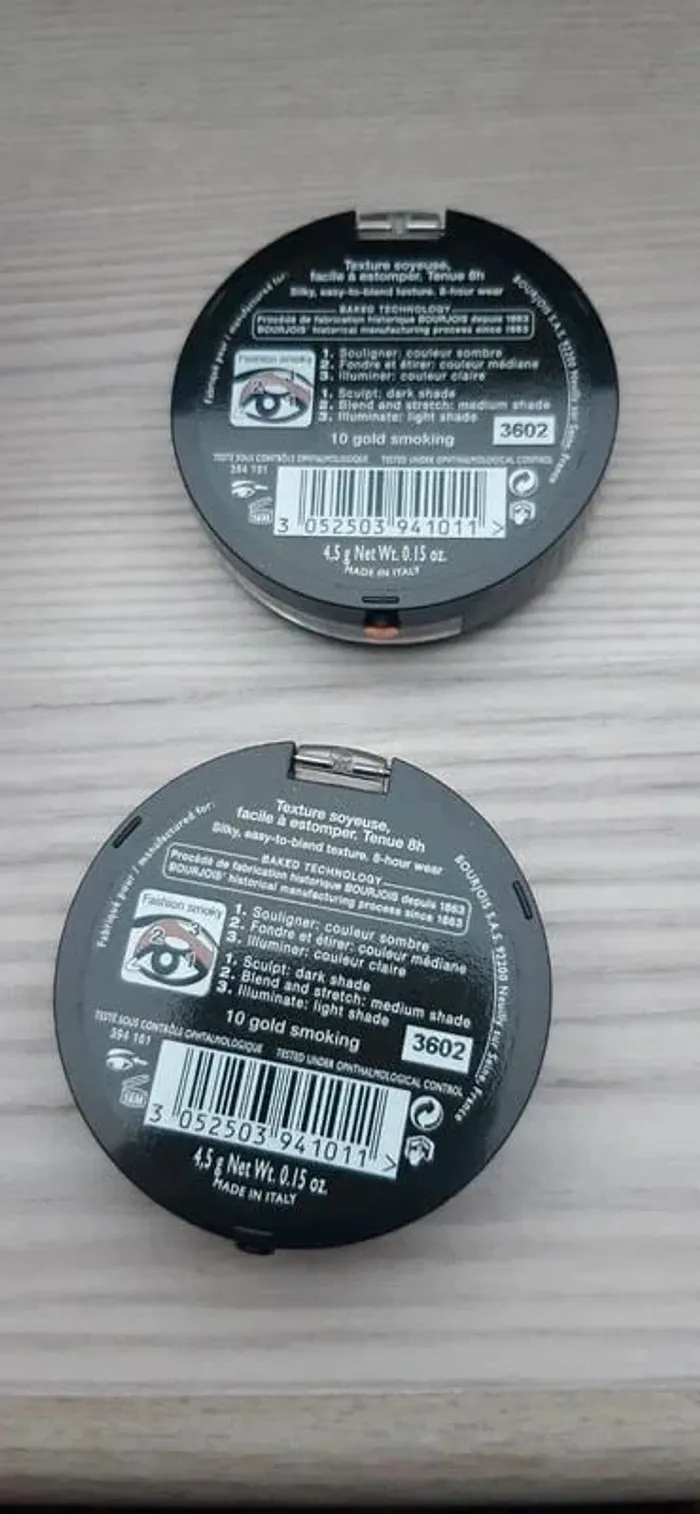 Texture soyeuse,
facile à estomper. Tenue 8h
Silky, easy-to-blend texture. 8-hour wear
BAKED TECHNOLOGY
Procédé de fabrication historique BOURJOIS depuis 1863
BOURJOIS' historical manufacturing process since 1863
Fabriqué pour / manufactured for:
BOURJOIS S.A.S 92200 Neuilly sur Seine, France
Fashion smoky
1. Souligner: couleur sombre
2. Fondre et étirer: couleur médiane
3. Illuminer: couleur claire
1. Sculpt: dark shade
2. Blend and stretch: medium shade
3. Illuminate: light shade
10 gold smoking
3602
TESTÉ SOUS CONTRÔLE OPHTALMOLOGIQUE TESTED UNDER OPHTHALMOLOGICAL CONTROL
394 101
3 052503 941011 >
4,5 g Net Wt. 0.15 oz.
MADE IN ITALY
Texture soyeuse,
facile à estomper. Tenue 8h
Silky, easy-to-blend texture. 8-hour wear
BAKED TECHNOLOGY
Procédé de fabrication historique BOURJOIS depuis 1863
BOURJOIS' historical manufacturing process since 1863
Fabriqué pour / manufactured for:
BOURJOIS S.A.S 92200 Neuilly sur Seine, France
Fashion smoky
1. Souligner: couleur sombre
2. Fondre et étirer: couleur médiane
3. Illuminer: couleur claire
1. Sculpt: dark shade
2. Blend and stretch: medium shade
3. Illuminate: light shade
10 gold smoking
3602
TESTÉ SOUS CONTRÔLE OPHTALMOLOGIQUE TESTED UNDER OPHTHALMOLOGICAL CONTROL
394 101
3 052503 941011 >
4,5 g Net Wt. 0.15 oz.
MADE IN ITALY